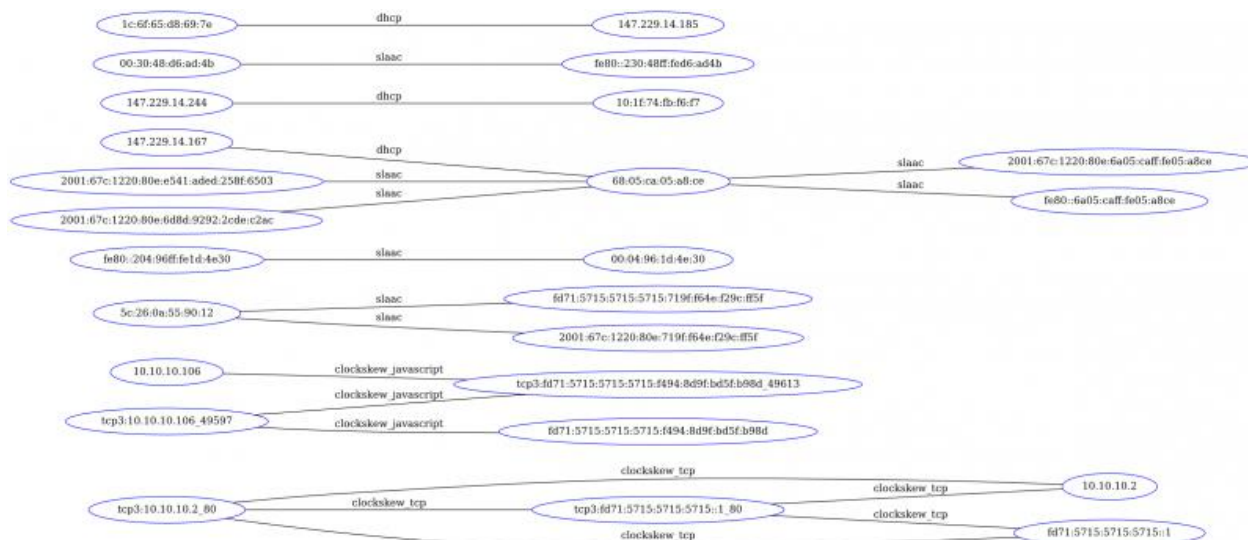 1c:6f:65:d8:69:7e dhcp 147.229.14.185
00:30:48:d6:ad:4b slaac fe80::230:48ff:fed6:ad4b
147.229.14.244 dhcp 10:1f:74:fb:f6:f7
147.229.14.167 dhcp
slaac 2001:67c:1220:80e:6a05:caff:fe05:a8ce
2001:67c:1220:80e:e541:aded:258f:6503 slaac 68:05:ca:05:a8:ce
slaac fe80::6a05:caff:fe05:a8ce
2001:67c:1220:80e:6d8d:9292:2cde:c2ac slaac
fe80::204:96ff:fe1d:4e30 slaac 00:04:96:1d:4e:30
slaac fd71:5715:5715:5715:719f:f64e:f29c:ff5f
5c:26:0a:55:90:12
slaac 2001:67c:1220:80e:719f:f64e:f29c:ff5f
10.10.10.106 clockskew_javascript
tcp3:fd71:5715:5715:5715:f494:8d9f:bd5f:b98d_49613
clockskew_javascript
tcp3:10.10.10.106_49597
clockskew_javascript fd71:5715:5715:5715:f494:8d9f:bd5f:b98d
clockskew_tcp
clockskew_tcp 10.10.10.2
tcp3:10.10.10.2_80 clockskew_tcp tcp3:fd71:5715:5715:5715::1_80
clockskew_tcp
clockskew_tcp fd71:5715:5715:5715::1